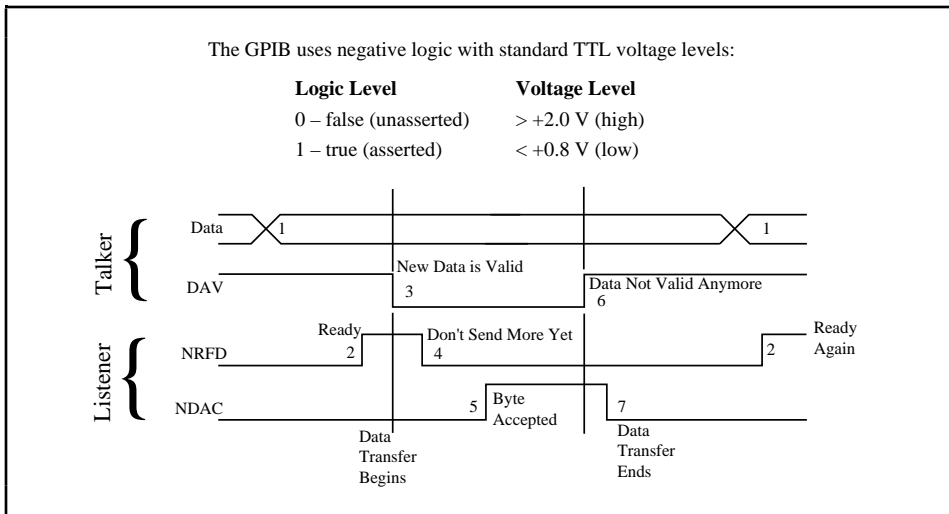 The GPIB uses negative logic with standard TTL voltage levels:
Logic Level Voltage Level
0 – false (unasserted) > +2.0 V (high)
1 – true (asserted) < +0.8 V (low)
Talker
Data 1 1
New Data is Valid
DAV 3 Data Not Valid Anymore
6
Listener
Ready Don't Send More Yet Ready
NRFD 2 4 2 Again
NDAC 5 Byte 7
Accepted
Data
Transfer
Begins
Data
Transfer
Ends